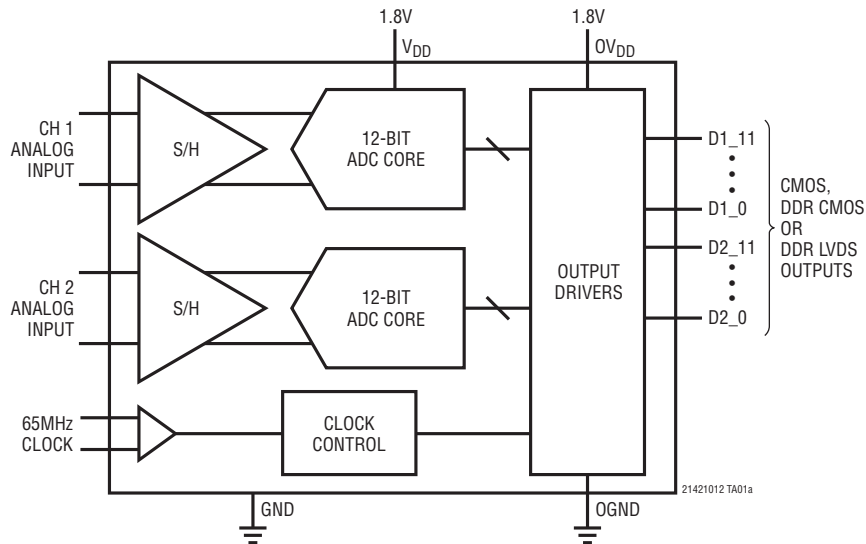 1.8V
1.8V
VDD
OVDD
CH 1
ANALOG
INPUT
S/H
12-BIT
ADC CORE
D1_11
•
•
•
•
D1_0
CH 2
ANALOG
INPUT
S/H
12-BIT
ADC CORE
OUTPUT
DRIVERS
D2_11
•
•
•
•
D2_0
CMOS,
DDR CMOS
OR
DDR LVDS
OUTPUTS
65MHz
CLOCK
CLOCK
CONTROL
GND
OGND
21421012 TA01a